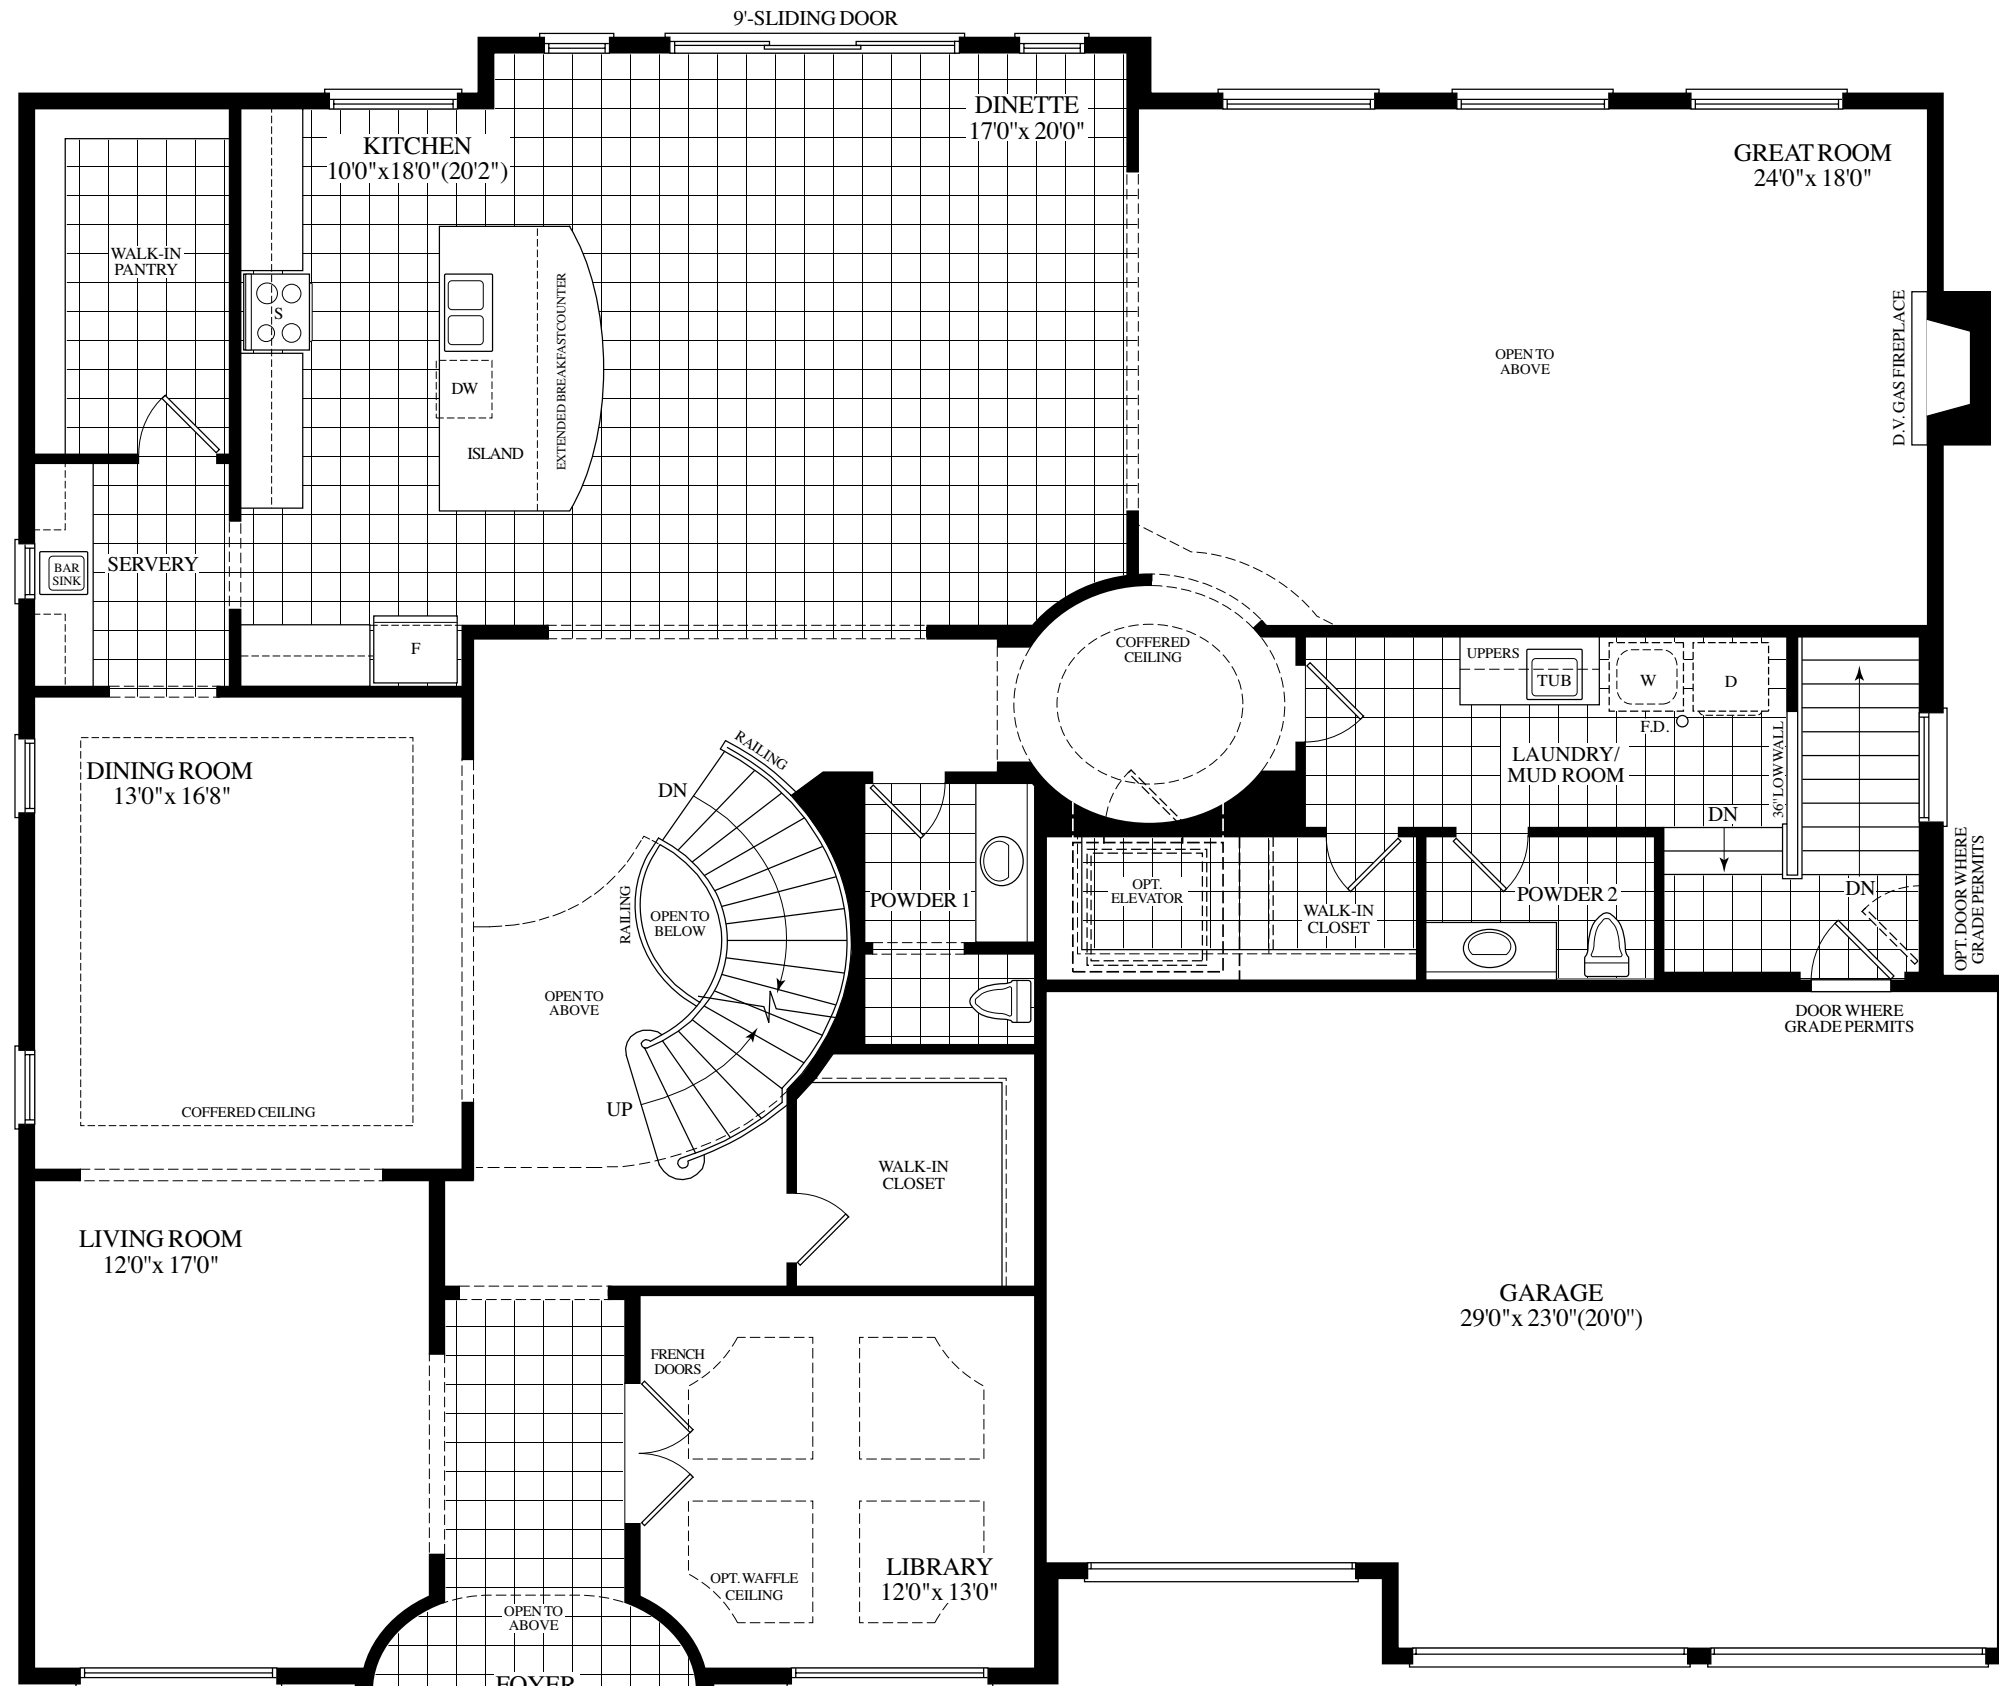 9'-SLIDING DOOR
DINETTE
17'0"x 20'0"
KITCHEN
10'0"x18'0"(20'2")
GREAT ROOM
24'0"x 18'0"
WALK-IN
PANTRY
S
DW
ISLAND
EXTENDED BREAKFAST COUNTER
OPEN TO
ABOVE
D.V. GAS FIREPLACE
BAR
SINK
SERVERY
F
COFFERED
CEILING
UPPERS
TUB
W
D
F.D.
LAUNDRY/
MUD ROOM
36" LOW WALL
DN
DN
OPT. DOOR WHERE
GRADE PERMITS
DINING ROOM
13'0"x 16'8"
COFFERED CEILING
RAILING
DN
RAILING
OPEN TO
BELOW
OPEN TO
ABOVE
UP
POWDER 1
OPT.
ELEVATOR
WALK-IN
CLOSET
POWDER 2
DOOR WHERE
GRADE PERMITS
WALK-IN
CLOSET
LIVING ROOM
12'0"x 17'0"
GARAGE
29'0"x 23'0"(20'0")
FRENCH
DOORS
OPT. WAFFLE
CEILING
LIBRARY
12'0"x 13'0"
OPEN TO
ABOVE
FOYER